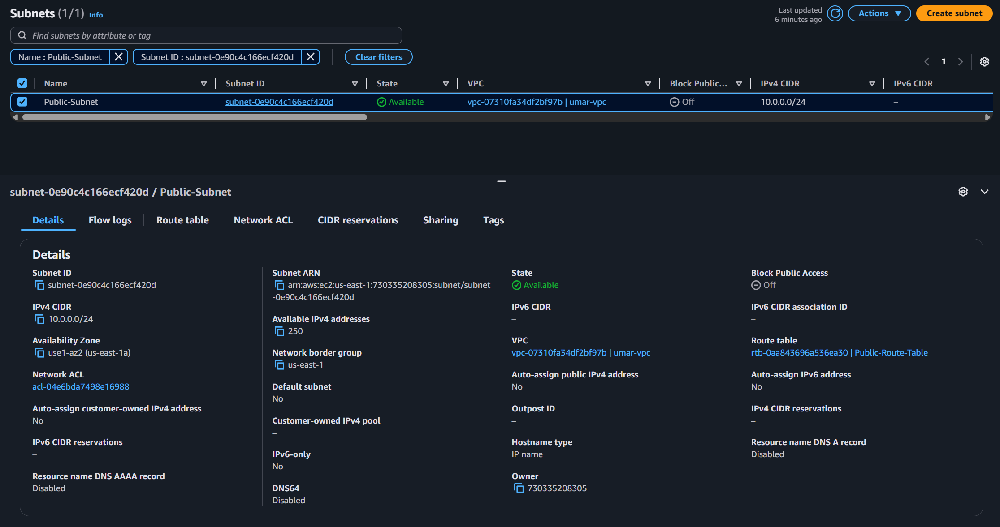 Subnets (1/1) Info
Last updated
6 minutes ago
Actions
Create subnet
Find subnets by attribute or tag
Name : Public-Subnet
Subnet ID : subnet-0e90c4c166ecf420d
Clear filters
1
Name
Subnet ID
State
VPC
Block Public...
IPv4 CIDR
IPv6 CIDR
Public-Subnet
subnet-0e90c4c166ecf420d
Available
vpc-07310fa34df2bf97b | umar-vpc
Off
10.0.0.0/24
–
subnet-0e90c4c166ecf420d / Public-Subnet
Details
Flow logs
Route table
Network ACL
CIDR reservations
Sharing
Tags
Details
Subnet ID
subnet-0e90c4c166ecf420d
IPv4 CIDR
10.0.0.0/24
Availability Zone
use1-az2 (us-east-1a)
Network ACL
acl-04e6bda7498e16988
Auto-assign customer-owned IPv4 address
No
IPv6 CIDR reservations
–
Resource name DNS AAAA record
Disabled
Subnet ARN
arn:aws:ec2:us-east-1:730335208305:subnet/subnet
-0e90c4c166ecf420d
Available IPv4 addresses
250
Network border group
us-east-1
Default subnet
No
Customer-owned IPv4 pool
–
IPv6-only
No
DNS64
Disabled
State
Available
IPv6 CIDR
–
VPC
vpc-07310fa34df2bf97b | umar-vpc
Auto-assign public IPv4 address
No
Outpost ID
–
Hostname type
IP name
Owner
730335208305
Block Public Access
Off
IPv6 CIDR association ID
–
Route table
rtb-0aa843696a536ea30 | Public-Route-Table
Auto-assign IPv6 address
No
IPv4 CIDR reservations
–
Resource name DNS A record
Disabled